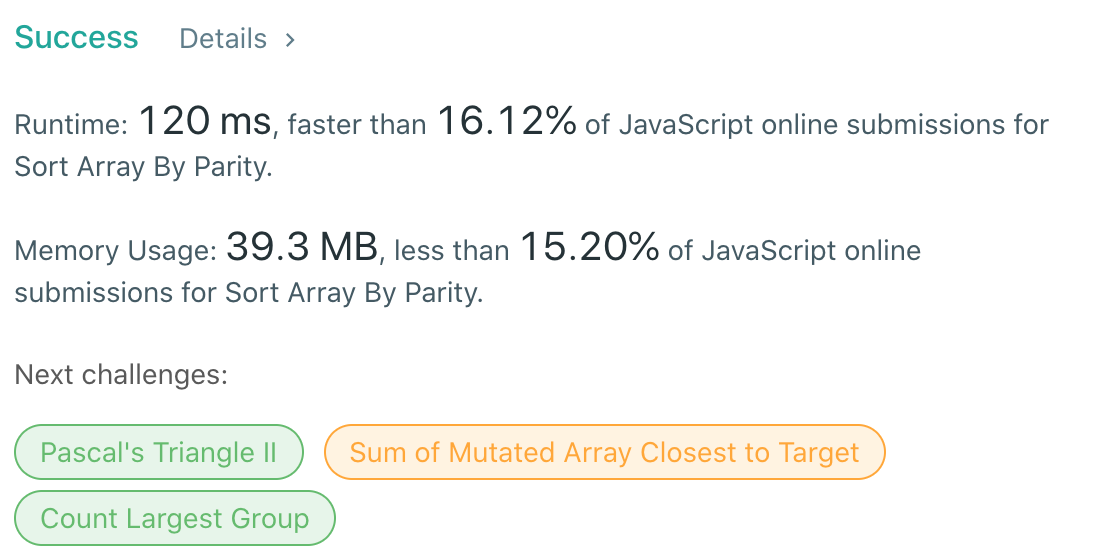 Success Details >
Runtime: 120 ms, faster than 16.12% of JavaScript online submissions for
Sort Array By Parity.
Memory Usage: 39.3 MB, less than 15.20% of JavaScript online
submissions for Sort Array By Parity.
Next challenges:
Pascal's Triangle II Sum of Mutated Array Closest to Target
Count Largest Group